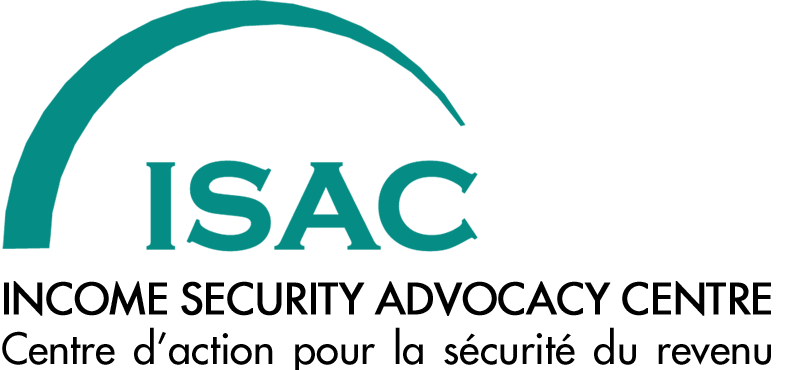 ISAC
INCOME SECURITY ADVOCACY CENTRE
Centre d'action pour la sécurité du revenu